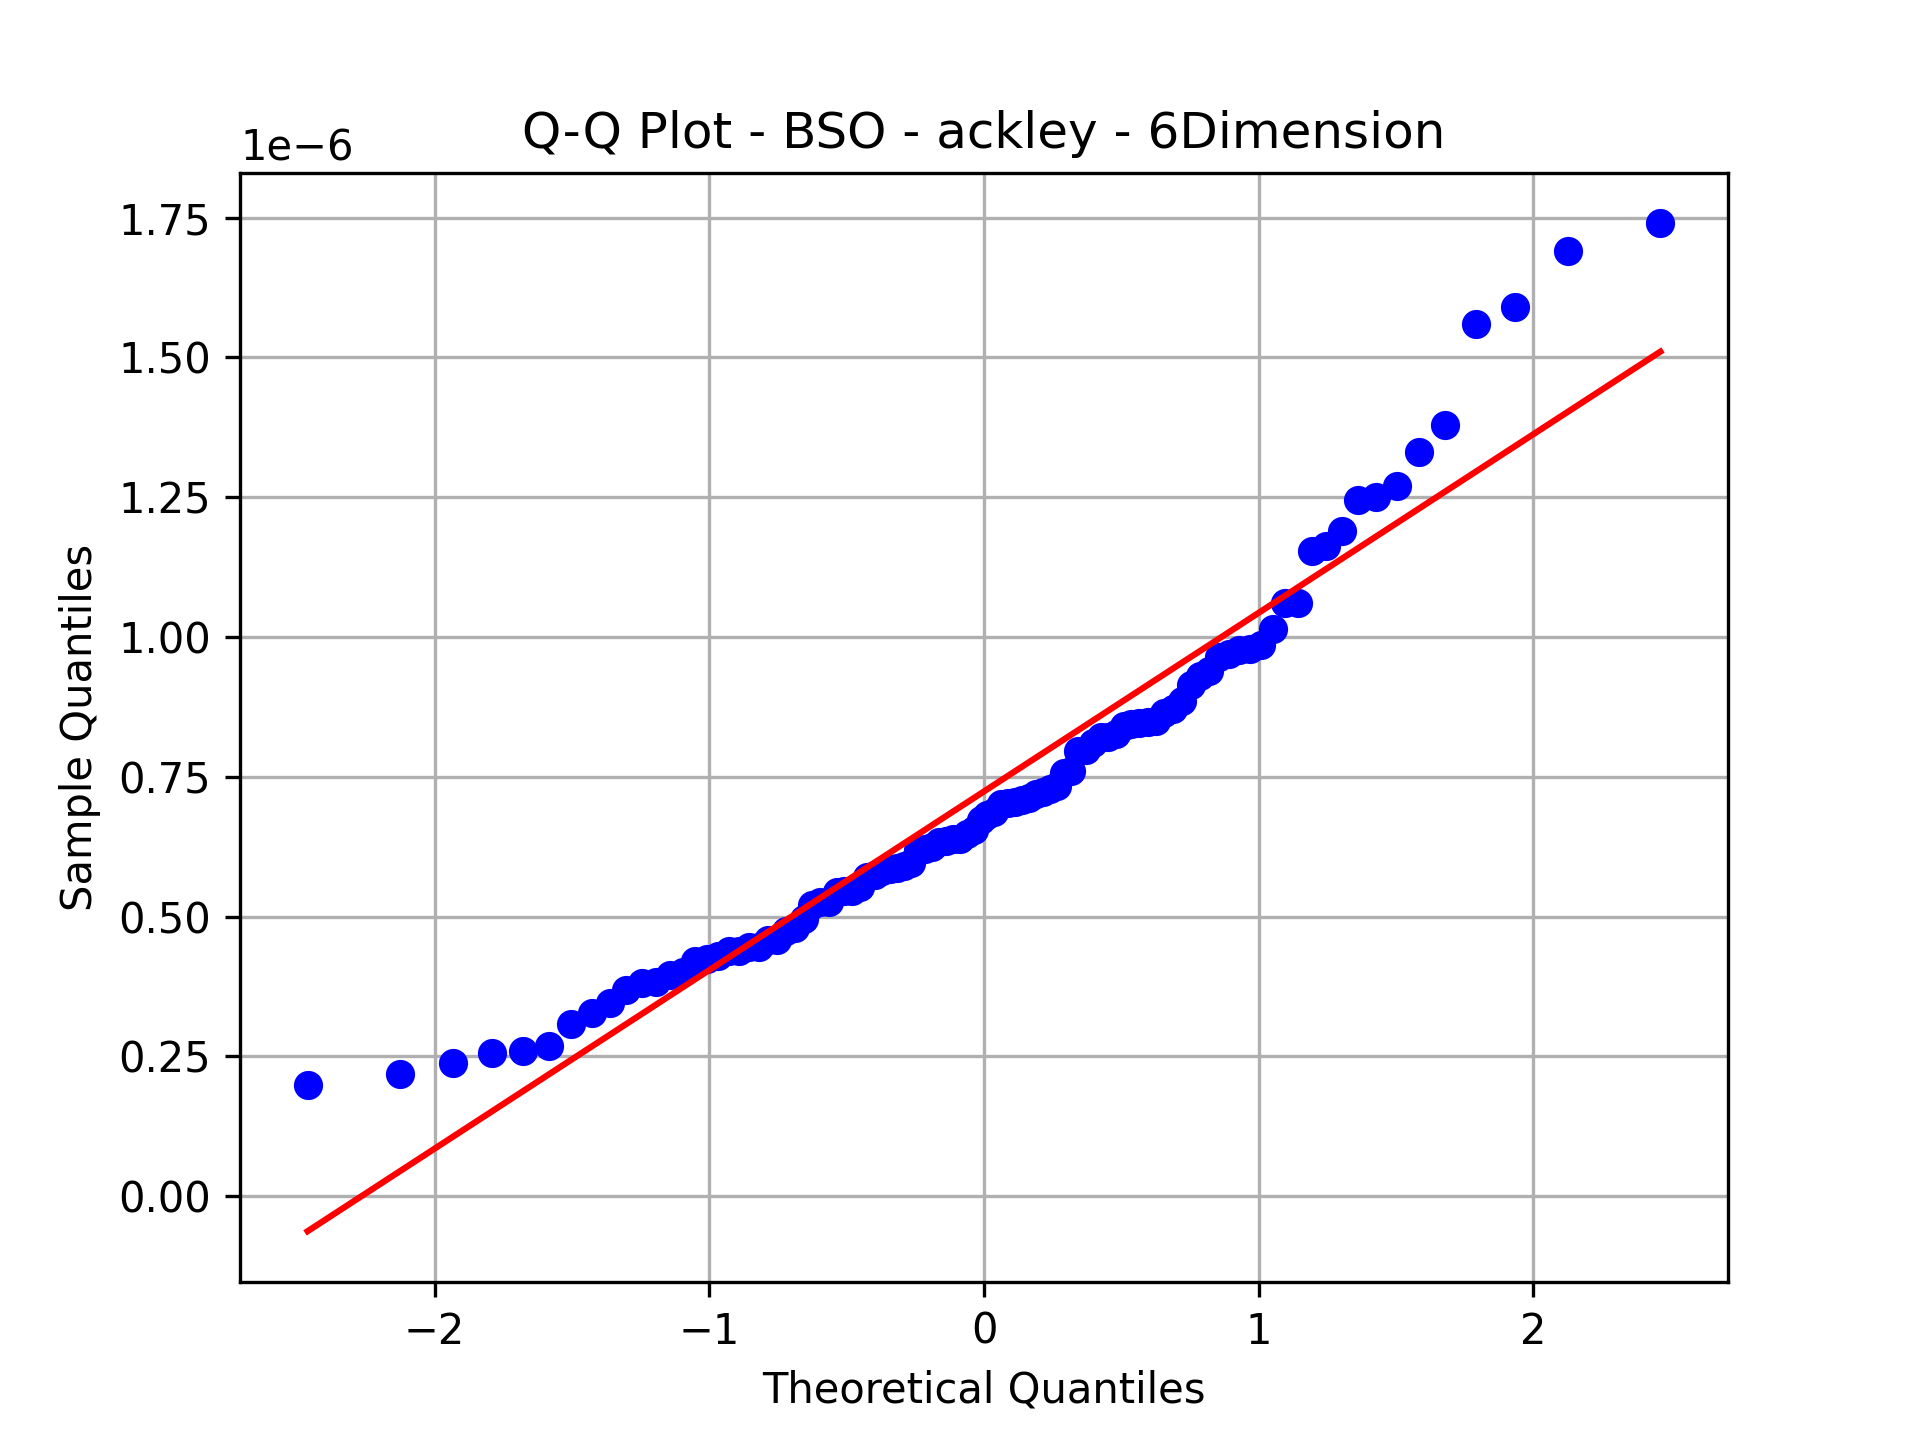 Q-Q Plot - BSO - ackley - 6Dimension
1e−6
1.75
1.50
1.25
1.00
0.75
0.50
0.25
0.00
Sample Quantiles
−2 −1 0 1 2
Theoretical Quantiles